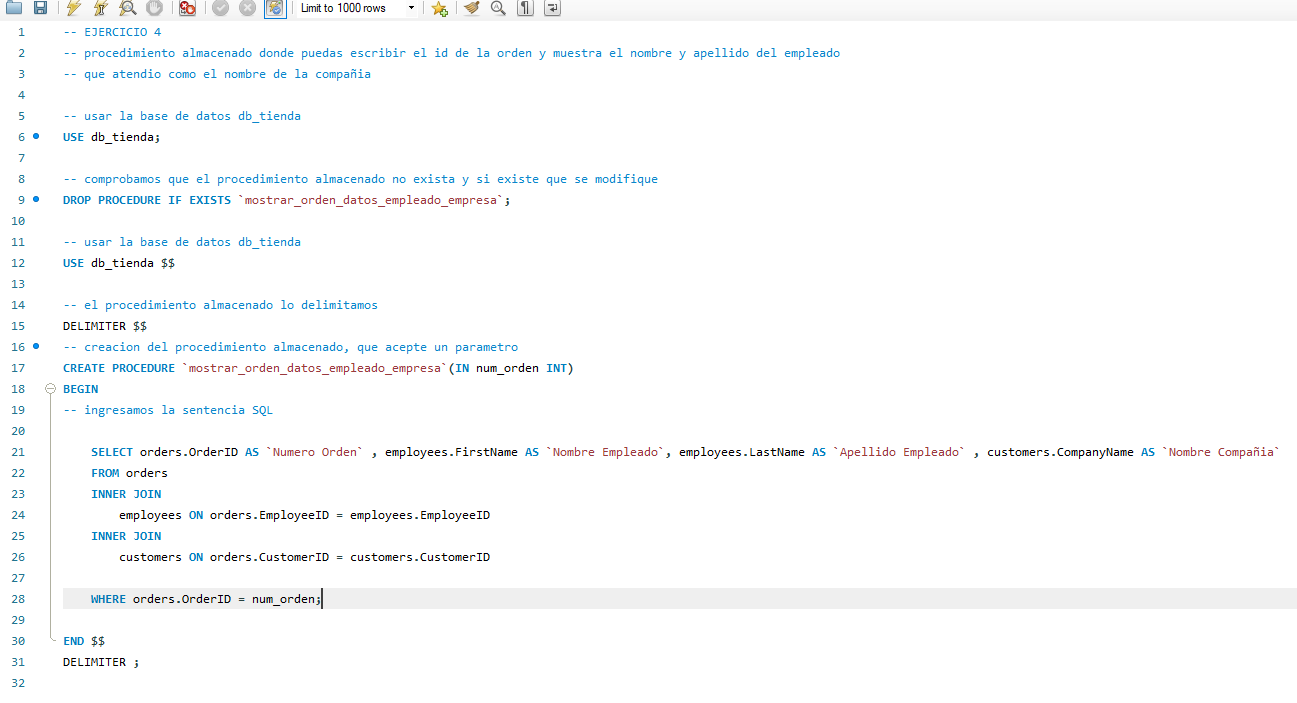 Limit to 1000 rows
1 -- EJERCICIO 4
2 -- procedimiento almacenado donde puedas escribir el id de la orden y muestra el nombre y apellido del empleado
3 -- que atendio como el nombre de la compañia
4
5 -- usar la base de datos db_tienda
6 USE db_tienda;
7
8 -- comprobamos que el procedimiento almacenado no exista y si existe que se modifique
9 DROP PROCEDURE IF EXISTS `mostrar_orden_datos_empleado_empresa`;
10
11 -- usar la base de datos db_tienda
12 USE db_tienda $$
13
14 -- el procedimiento almacenado lo delimitamos
15 DELIMITER $$
16 -- creacion del procedimiento almacenado, que acepte un parametro
17 CREATE PROCEDURE `mostrar_orden_datos_empleado_empresa`(IN num_orden INT)
18 BEGIN
19 -- ingresamos la sentencia SQL
20
21 SELECT orders.OrderID AS `Numero Orden` , employees.FirstName AS `Nombre Empleado`, employees.LastName AS `Apellido Empleado` , customers.CompanyName AS `Nombre Compañia`
22 FROM orders
23 INNER JOIN
24 employees ON orders.EmployeeID = employees.EmployeeID
25 INNER JOIN
26 customers ON orders.CustomerID = customers.CustomerID
27
28 WHERE orders.OrderID = num_orden;
29
30 END $$
31 DELIMITER ;
32